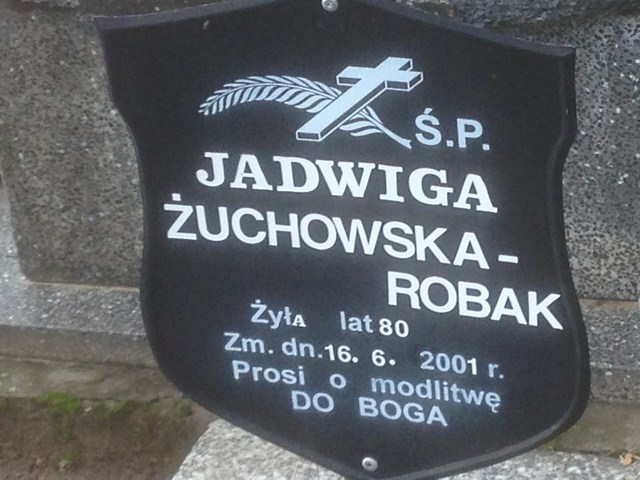 Ś.P.
JADWIGA
ŻUCHOWSKA-
ROBAK
Żyła lat 80
Zm. dn. 16. 6. 2001 r.
Prosi o modlitwę
DO BOGA